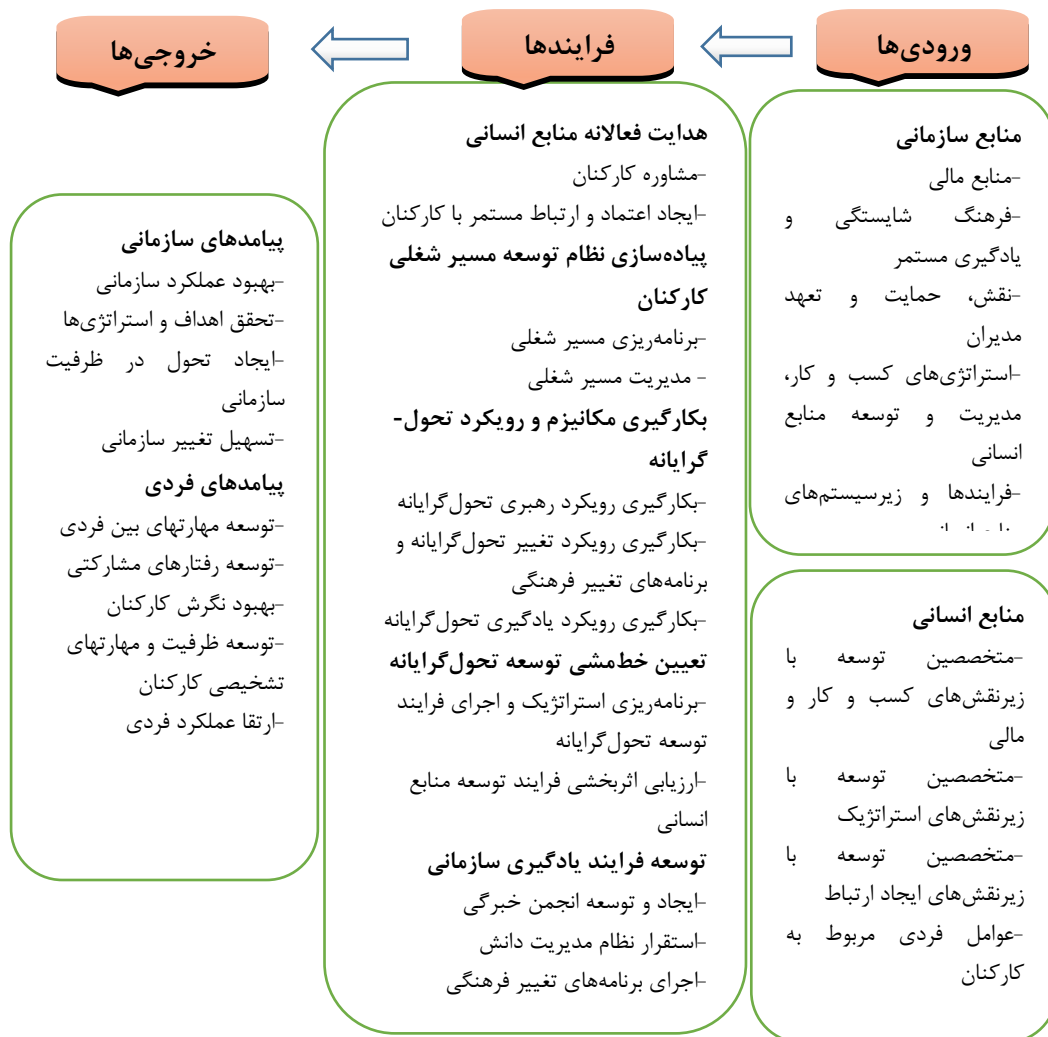 ورودی‌ها
فرایندها
خروجی‌ها
منابع سازمانی
-منابع مالی
-فرهنگ شایستگی و
یادگیری مستمر
-نقش، حمایت و تعهد
مدیران
-استراتژی‌های کسب و کار،
مدیریت و توسعه منابع
انسانی
-فرایندها و زیرسیستم‌های
منابع انسانی
-متخصصین توسعه با
زیرنقش‌های کسب و کار و
مالی
-متخصصین توسعه با
زیرنقش‌های استراتژیک
-متخصصین توسعه با
زیرنقش‌های ایجاد ارتباط
-عوامل فردی مربوط به
کارکنان
هدایت فعالانه منابع انسانی
-مشاوره کارکنان
-ایجاد اعتماد و ارتباط مستمر با کارکنان
پیاده‌سازی نظام توسعه مسیر شغلی
کارکنان
-برنامه‌ریزی مسیر شغلی
- مدیریت مسیر شغلی
بکارگیری مکانیزم و رویکرد تحول-
گرایانه
-بکارگیری رویکرد رهبری تحول‌گرایانه
-بکارگیری رویکرد تغییر تحول‌گرایانه و
برنامه‌های تغییر فرهنگی
-بکارگیری رویکرد یادگیری تحول‌گرایانه
تعیین خط‌مشی توسعه تحول‌گرایانه
-برنامه‌ریزی استراتژیک و اجرای فرایند
توسعه تحول‌گرایانه
-ارزیابی اثربخشی فرایند توسعه منابع
انسانی
توسعه فرایند یادگیری سازمانی
-ایجاد و توسعه انجمن خبرگی
-استقرار نظام مدیریت دانش
-اجرای برنامه‌های تغییر فرهنگی
پیامدهای سازمانی
-بهبود عملکرد سازمانی
-تحقق اهداف و استراتژی‌ها
-ایجاد تحول در ظرفیت
سازمانی
-تسهیل تغییر سازمانی
پیامدهای فردی
-توسعه مهارتهای بین فردی
-توسعه رفتارهای مشارکتی
-بهبود نگرش کارکنان
-توسعه ظرفیت و مهارتهای
تشخیصی کارکنان
-ارتقا عملکرد فردی